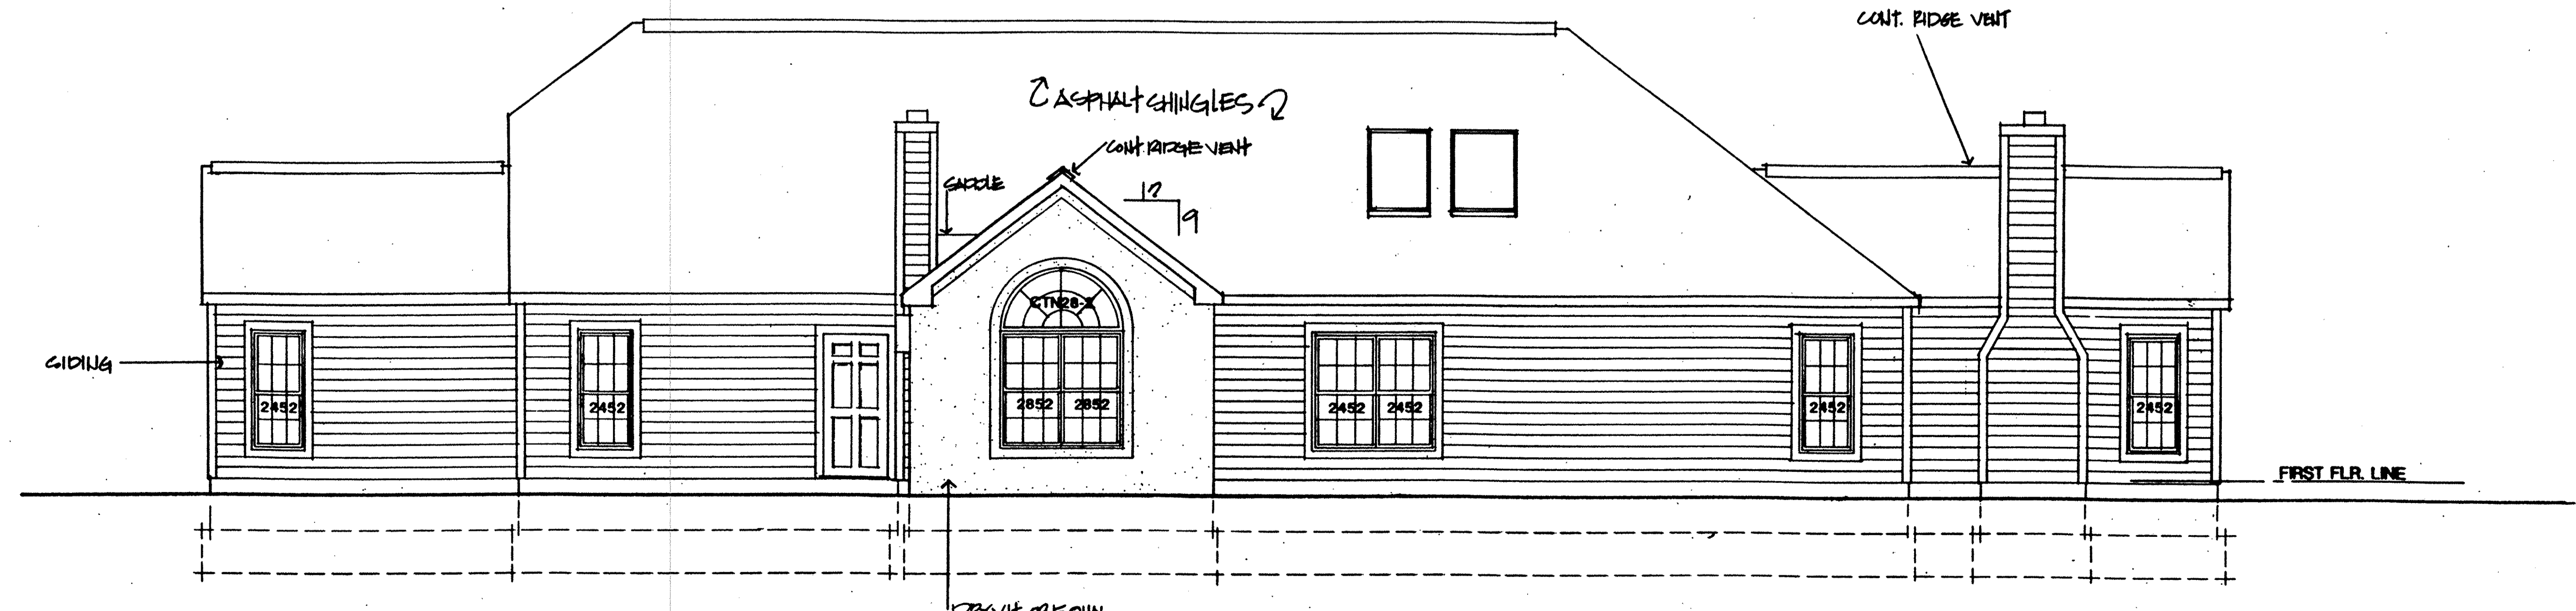 CONT. RIDGE VENT
ASPHALT SHINGLES
CONT. RIDGE VENT
SADDLE
12
9
CTN28-2
SIDING
2452
2452
2852 2852
2452 2452
2452
2452
FIRST FLR. LINE